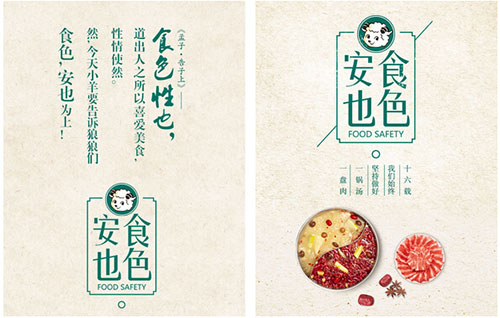 《孟子·告子上》——
食色性也，
道出人之所以喜爱美食，
性情使然。
然，今天小羊要告诉狼狼们
食色，安也为上！
食色
安也
FOOD SAFETY
食色
安也
FOOD SAFETY
十六载
我们始终
坚持做好
一锅汤
一盘肉